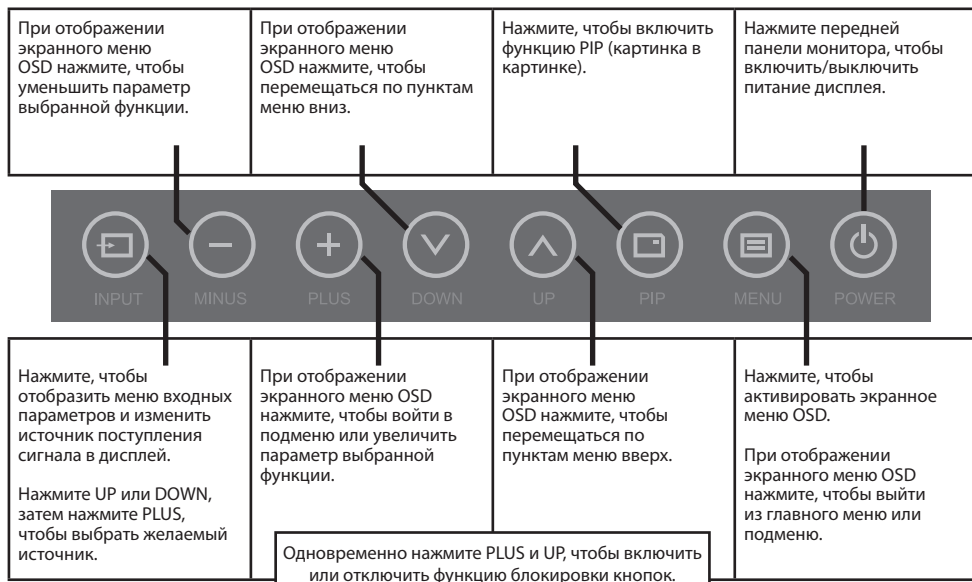 При отображении
экранного меню
OSD нажмите, чтобы
уменьшить параметр
выбранной функции.
При отображении
экранного меню
OSD нажмите, чтобы
перемещаться по пунктам
меню вниз.
Нажмите, чтобы включить
функцию PIP (картинка в
картинке).
Нажмите передней
панели монитора, чтобы
включить/выключить
питание дисплея.
INPUT
MINUS
PLUS
DOWN
UP
PIP
MENU
POWER
Нажмите, чтобы
отобразить меню входных
параметров и изменить
источник поступления
сигнала в дисплей.
Нажмите UP или DOWN,
затем нажмите PLUS,
чтобы выбрать желаемый
источник.
При отображении
экранного меню OSD
нажмите, чтобы войти в
подменю или увеличить
параметр выбранной
функции.
При отображении
экранного меню
OSD нажмите, чтобы
перемещаться по
пунктам меню вверх.
Нажмите, чтобы
активировать экранное
меню OSD.
При отображении
экранного меню OSD
нажмите, чтобы выйти
из главного меню или
подменю.
Одновременно нажмите PLUS и UP, чтобы включить
или отключить функцию блокировки кнопок.